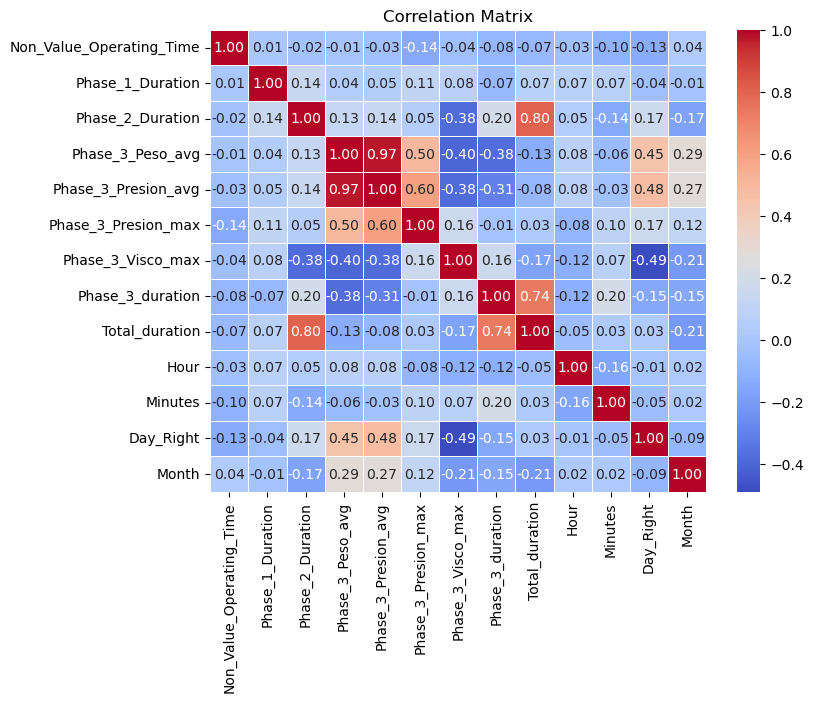 Correlation Matrix
Non_Value_Operating_Time 1.00 0.01 -0.02 -0.01 -0.03 -0.14 -0.04 -0.08 -0.07 -0.03 -0.10 -0.13 0.04
Phase_1_Duration 0.01 1.00 0.14 0.04 0.05 0.11 0.08 -0.07 0.07 0.07 0.07 -0.04 -0.01
Phase_2_Duration -0.02 0.14 1.00 0.13 0.14 0.05 -0.38 0.20 0.80 0.05 -0.14 0.17 -0.17
Phase_3_Peso_avg -0.01 0.04 0.13 1.00 0.97 0.50 -0.40 -0.38 -0.13 0.08 -0.06 0.45 0.29
Phase_3_Presion_avg -0.03 0.05 0.14 0.97 1.00 0.60 -0.38 -0.31 -0.08 0.08 -0.03 0.48 0.27
Phase_3_Presion_max -0.14 0.11 0.05 0.50 0.60 1.00 0.16 -0.01 0.03 -0.08 0.10 0.17 0.12
Phase_3_Visco_max -0.04 0.08 -0.38 -0.40 -0.38 0.16 1.00 0.16 -0.17 -0.12 0.07 -0.49 -0.21
Phase_3_duration -0.08 -0.07 0.20 -0.38 -0.31 -0.01 0.16 1.00 0.74 -0.12 0.20 -0.15 -0.15
Total_duration -0.07 0.07 0.80 -0.13 -0.08 0.03 -0.17 0.74 1.00 -0.05 0.03 0.03 -0.21
Hour -0.03 0.07 0.05 0.08 0.08 -0.08 -0.12 -0.12 -0.05 1.00 -0.16 -0.01 0.02
Minutes -0.10 0.07 -0.14 -0.06 -0.03 0.10 0.07 0.20 0.03 -0.16 1.00 -0.05 0.02
Day_Right -0.13 -0.04 0.17 0.45 0.48 0.17 -0.49 -0.15 0.03 -0.01 -0.05 1.00 -0.09
Month 0.04 -0.01 -0.17 0.29 0.27 0.12 -0.21 -0.15 -0.21 0.02 0.02 -0.09 1.00
Non_Value_Operating_Time
Phase_1_Duration
Phase_2_Duration
Phase_3_Peso_avg
Phase_3_Presion_avg
Phase_3_Presion_max
Phase_3_Visco_max
Phase_3_duration
Total_duration
Hour
Minutes
Day_Right
Month
1.0
0.8
0.6
0.4
0.2
0.0
−0.2
−0.4